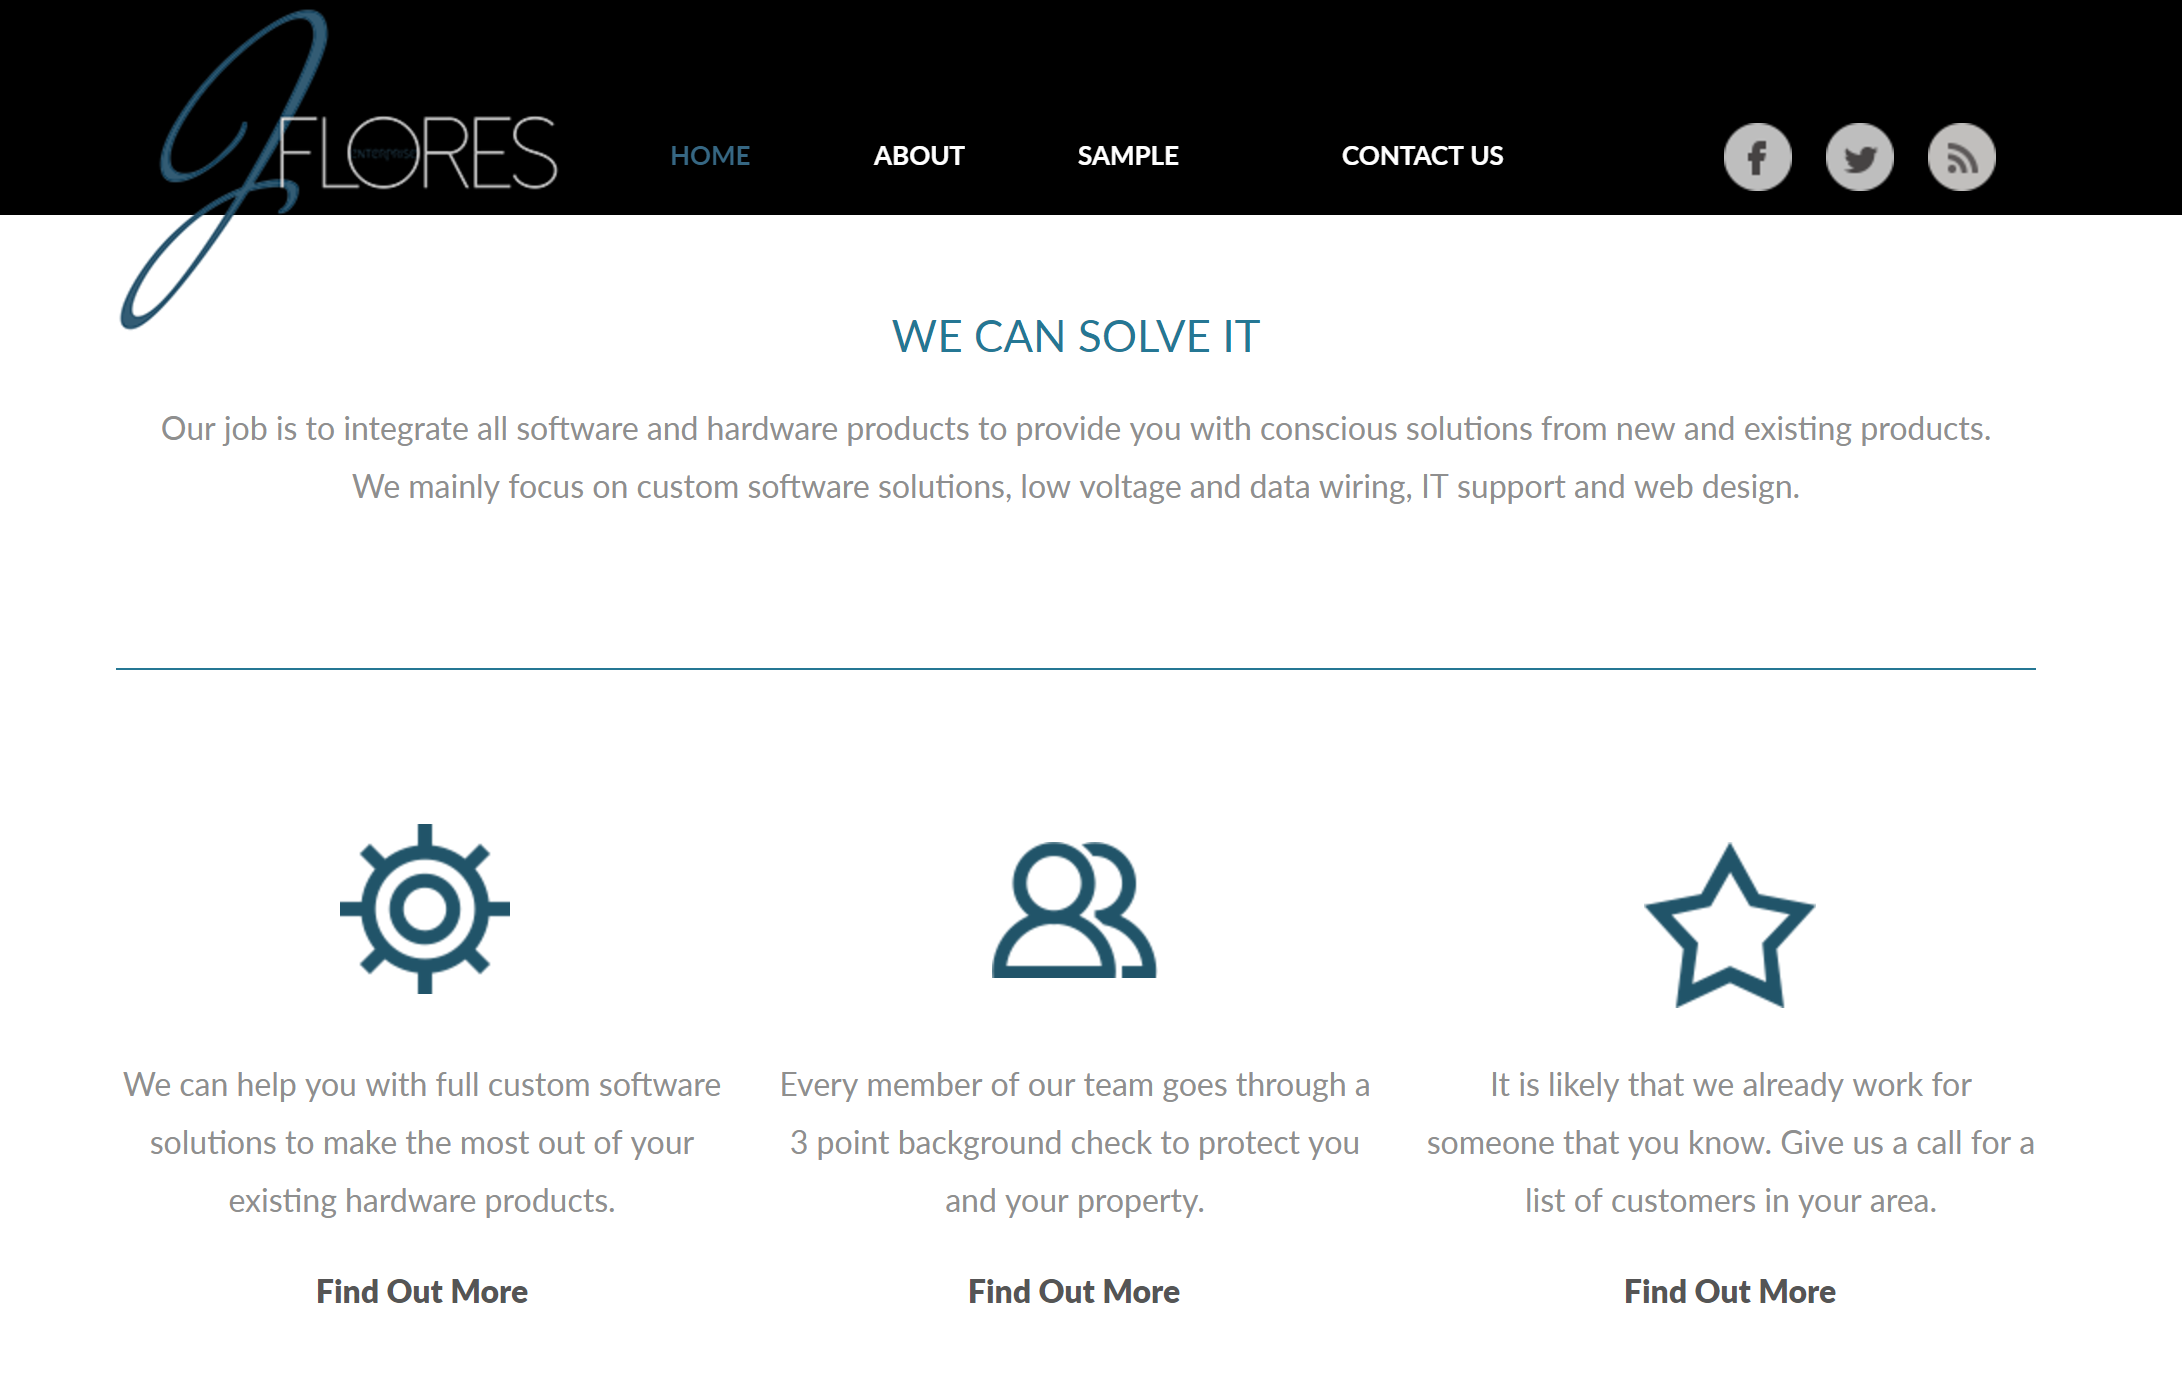 J FLORES
ENTERPRISE
HOME ABOUT SAMPLE CONTACT US
WE CAN SOLVE IT
Our job is to integrate all software and hardware products to provide you with conscious solutions from new and existing products.
We mainly focus on custom software solutions, low voltage and data wiring, IT support and web design.
We can help you with full custom software
solutions to make the most out of your
existing hardware products.
Find Out More
Every member of our team goes through a
3 point background check to protect you
and your property.
Find Out More
It is likely that we already work for
someone that you know. Give us a call for a
list of customers in your area.
Find Out More